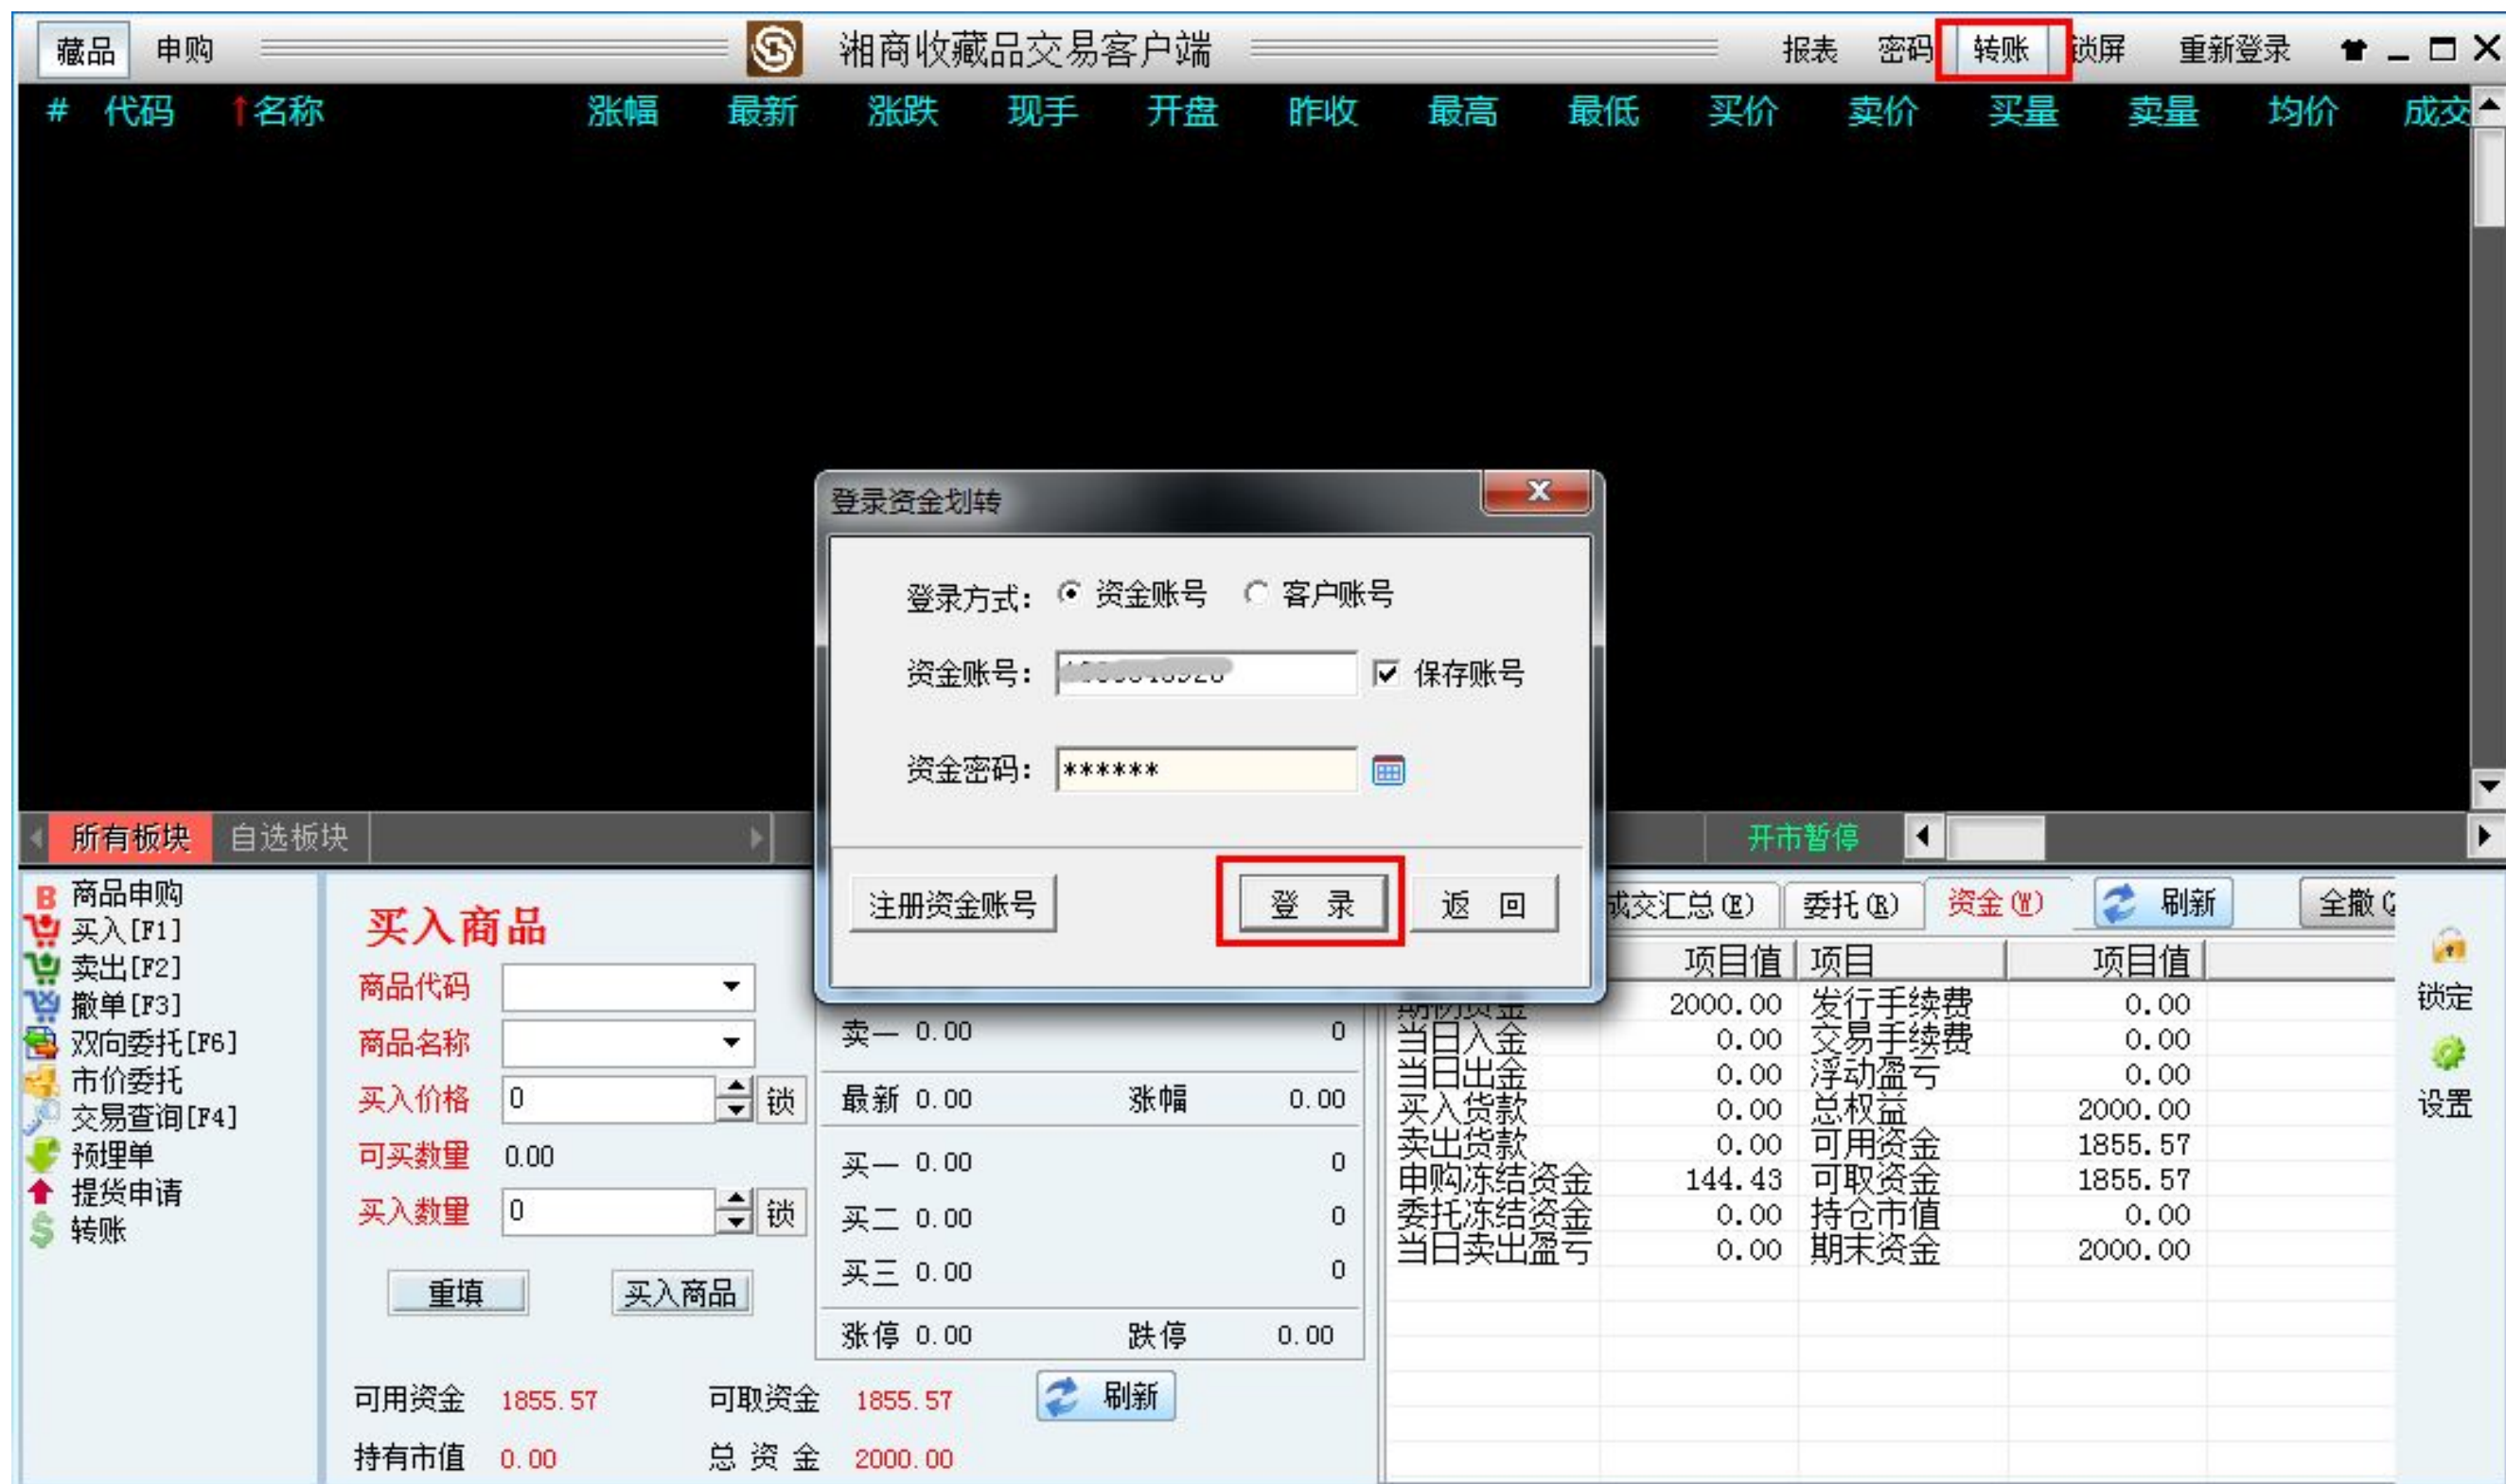 藏品 申购 湘商收藏品交易客户端 报表 密码 转账 锁屏 重新登录
# 代码 ↑名称 涨幅 最新 涨跌 现手 开盘 昨收 最高 最低 买价 卖价 买量 卖量 均价 成交
登录资金划转
登录方式: 资金账号 客户账号
资金账号: 保存账号
资金密码: ******
注册资金账号 登 录 返 回
所有板块 自选板块 开市暂停
商品申购
买入[F1]
卖出[F2]
撤单[F3]
双向委托[F6]
市价委托
交易查询[F4]
预埋单
提货申请
转账
买入商品
商品代码
商品名称
买入价格 0 锁
可买数量 0.00
买入数量 0 锁
重填 买入商品
可用资金 1855.57 可取资金 1855.57 刷新
持有市值 0.00 总 资 金 2000.00
卖一 0.00 0
最新 0.00 涨幅 0.00
买一 0.00 0
买二 0.00 0
买三 0.00 0
涨停 0.00 跌停 0.00
成交汇总(E) 委托(R) 资金(W) 刷新 全撤
项目值 项目 项目值
期初资金 2000.00 发行手续费 0.00
当日入金 0.00 交易手续费 0.00
当日出金 0.00 浮动盈亏 0.00
买入货款 0.00 总权益 2000.00
卖出货款 0.00 可用资金 1855.57
申购冻结资金 144.43 可取资金 1855.57
委托冻结资金 0.00 持仓市值 0.00
当日卖出盈亏 0.00 期末资金 2000.00
锁定
设置